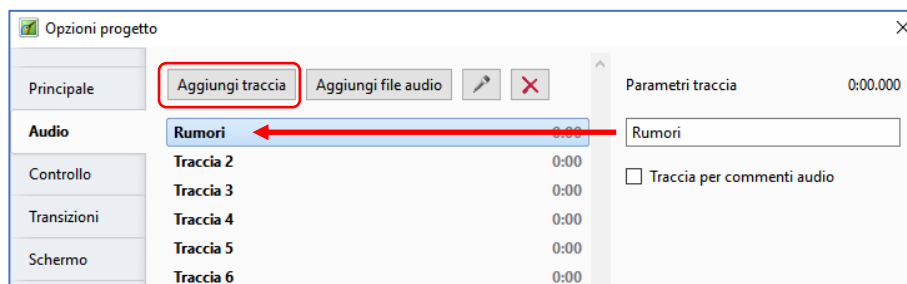 Opzioni progetto
Principale
Audio
Controllo
Transizioni
Schermo
Aggiungi traccia Aggiungi file audio
Rumori 0:00
Traccia 2 0:00
Traccia 3 0:00
Traccia 4 0:00
Traccia 5 0:00
Traccia 6 0:00
Parametri traccia 0:00.000
Rumori
Traccia per commenti audio